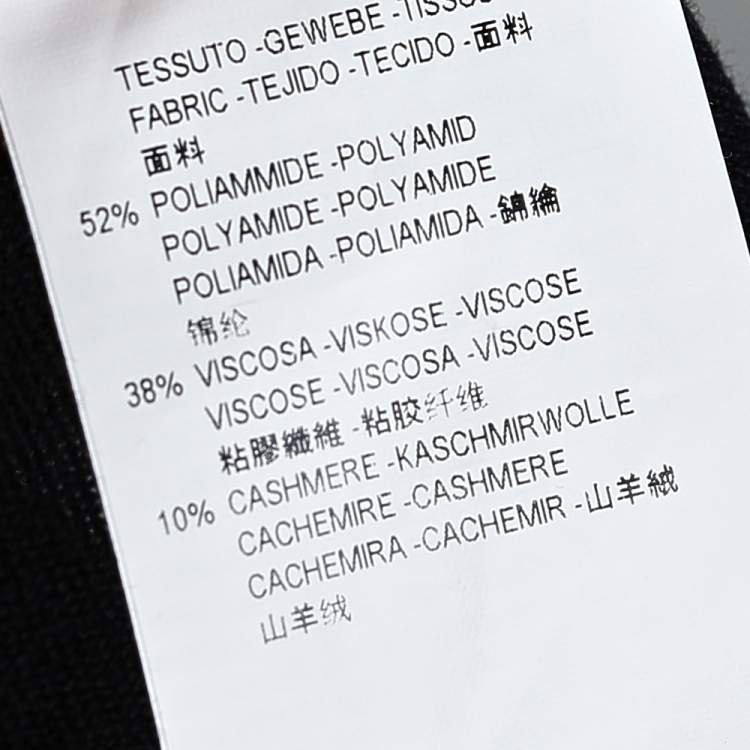 TESSUTO -GEWEBE -TISSU
FABRIC -TEJIDO -TECIDO -面料
面料
52% POLIAMMIDE -POLYAMID
POLYAMIDE -POLYAMIDE
POLIAMIDA -POLIAMIDA -錦綸
锦纶
38% VISCOSA -VISKOSE -VISCOSE
VISCOSE -VISCOSA -VISCOSE
粘膠纖維 -粘胶纤维
10% CASHMERE -KASCHMIRWOLLE
CACHEMIRE -CASHMERE
CACHEMIRA -CACHEMIR -山羊絨
山羊绒